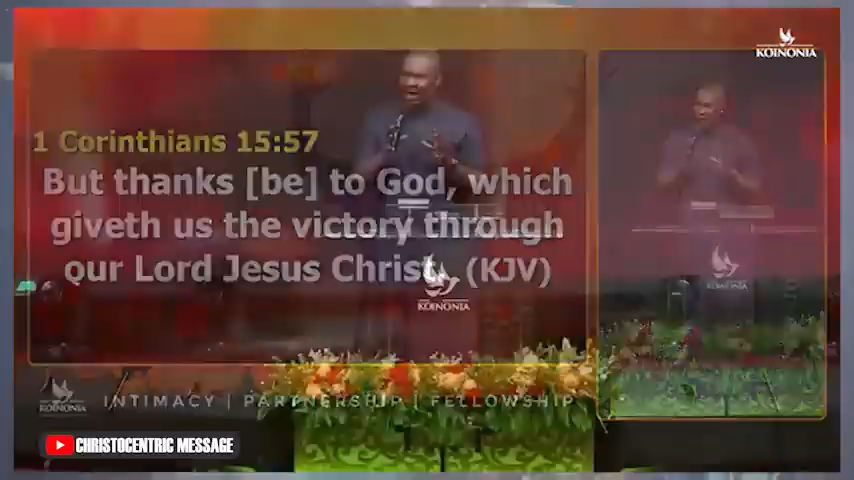 KOINONIA
1 Corinthians 15:57
But thanks [be] to God, which
giveth us the victory through
our Lord Jesus Christ. (KJV)
KOINONIA
KOINONIA
KOINONIA
INTIMACY | PARTNERSHIP | FELLOWSHIP
CHRISTOCENTRIC MESSAGE